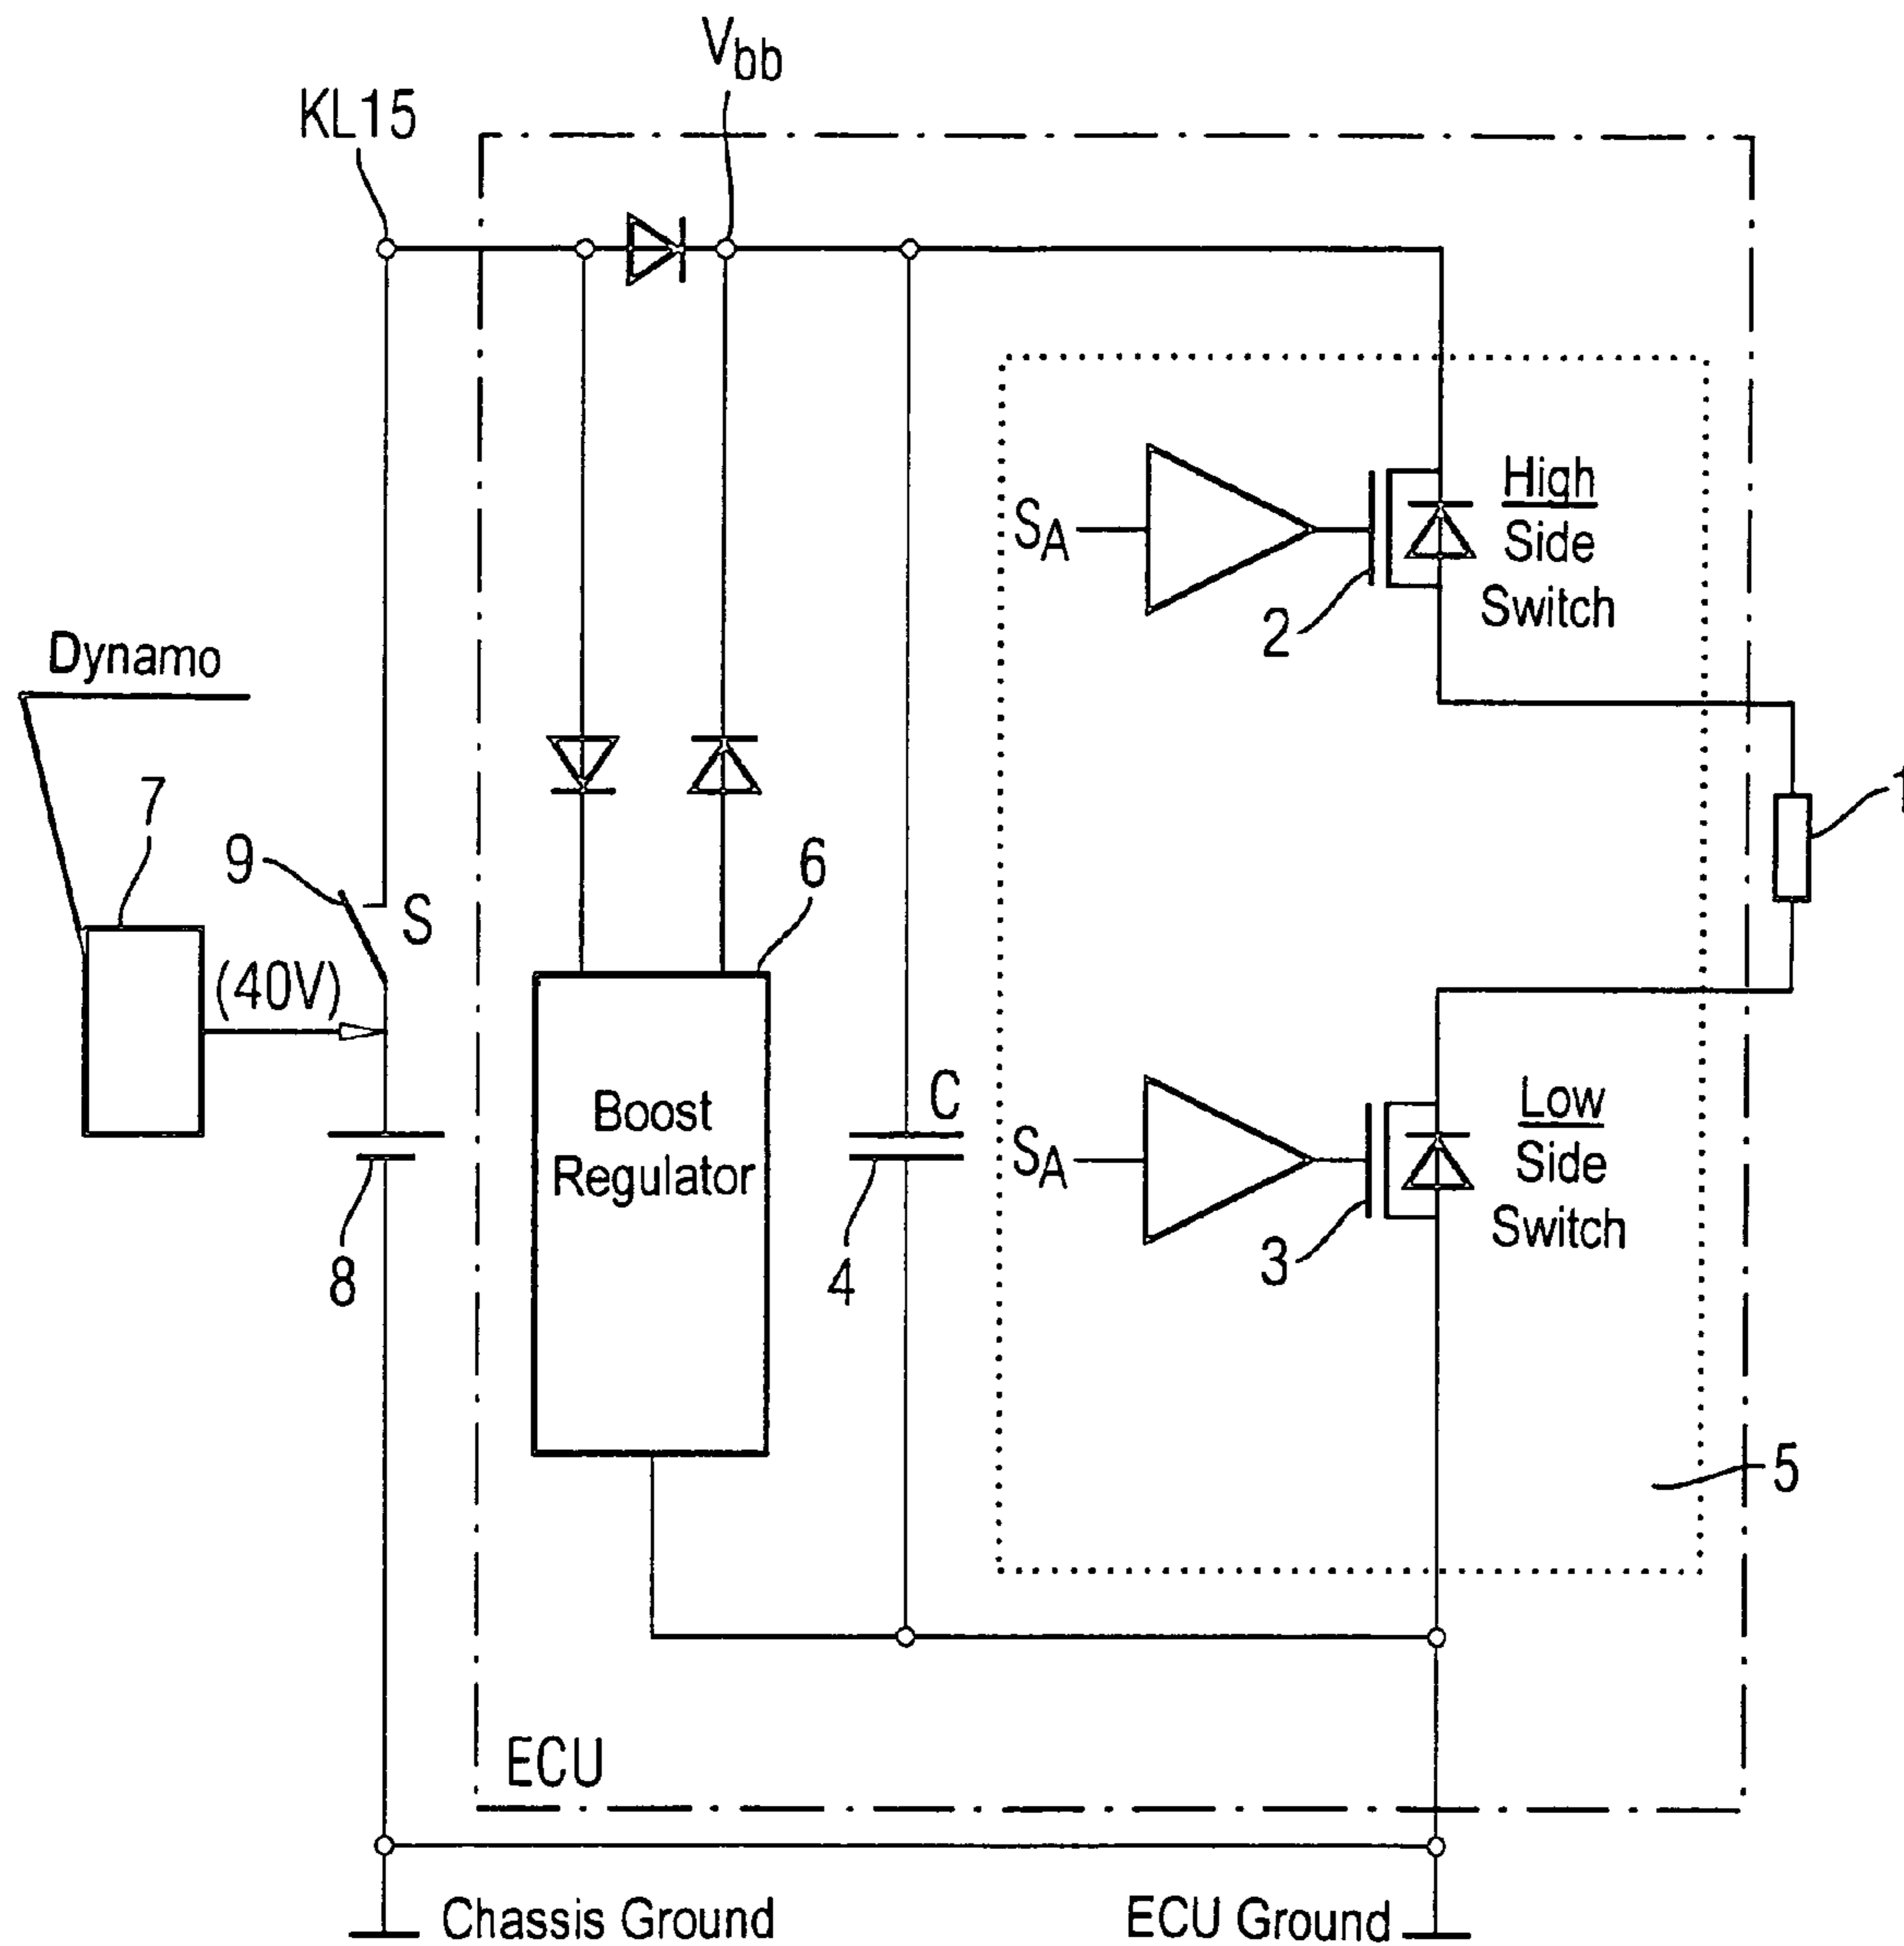 Vbb
KL15
SA
High
Side
Switch
2
Dynamo
7
1
9
S
6
(40V)
Boost
Regulator
C
SA
Low
Side
Switch
3
8
4
5
ECU
Chassis Ground
ECU Ground